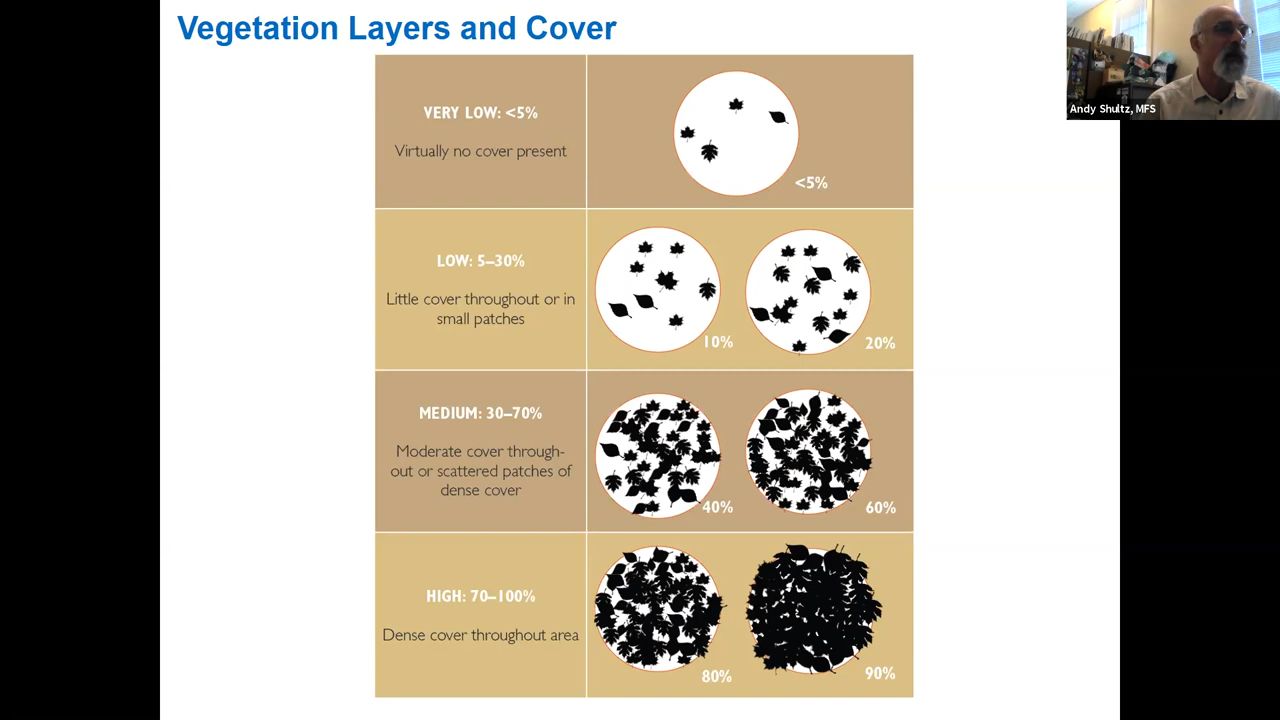 Vegetation Layers and Cover
Andy Shultz, MFS
VERY LOW: <5%
Virtually no cover present
<5%
LOW: 5–30%
Little cover throughout or in
small patches
10%
20%
MEDIUM: 30–70%
Moderate cover through-
out or scattered patches of
dense cover
40%
60%
HIGH: 70–100%
Dense cover throughout area
80%
90%